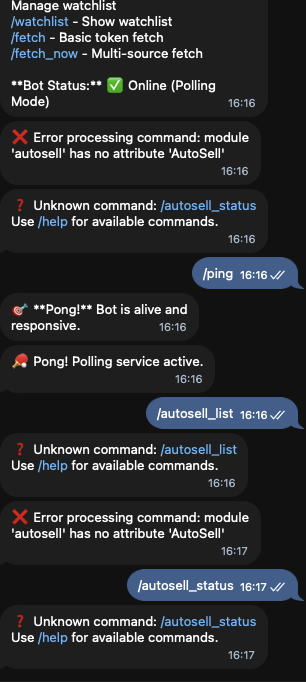 Manage watchlist
/watchlist - Show watchlist
/fetch - Basic token fetch
/fetch_now - Multi-source fetch
**Bot Status:** ✅ Online (Polling
Mode)
16:16
❌ Error processing command: module
'autosell' has no attribute 'AutoSell'
16:16
❓ Unknown command: /autosell_status
Use /help for available commands.
16:16
/ping 16:16
🎯 **Pong!** Bot is alive and
responsive. 16:16
🏓 Pong! Polling service active.
16:16
/autosell_list 16:16
❓ Unknown command: /autosell_list
Use /help for available commands.
16:16
❌ Error processing command: module
'autosell' has no attribute 'AutoSell'
16:17
/autosell_status 16:17
❓ Unknown command: /autosell_status
Use /help for available commands.
16:17